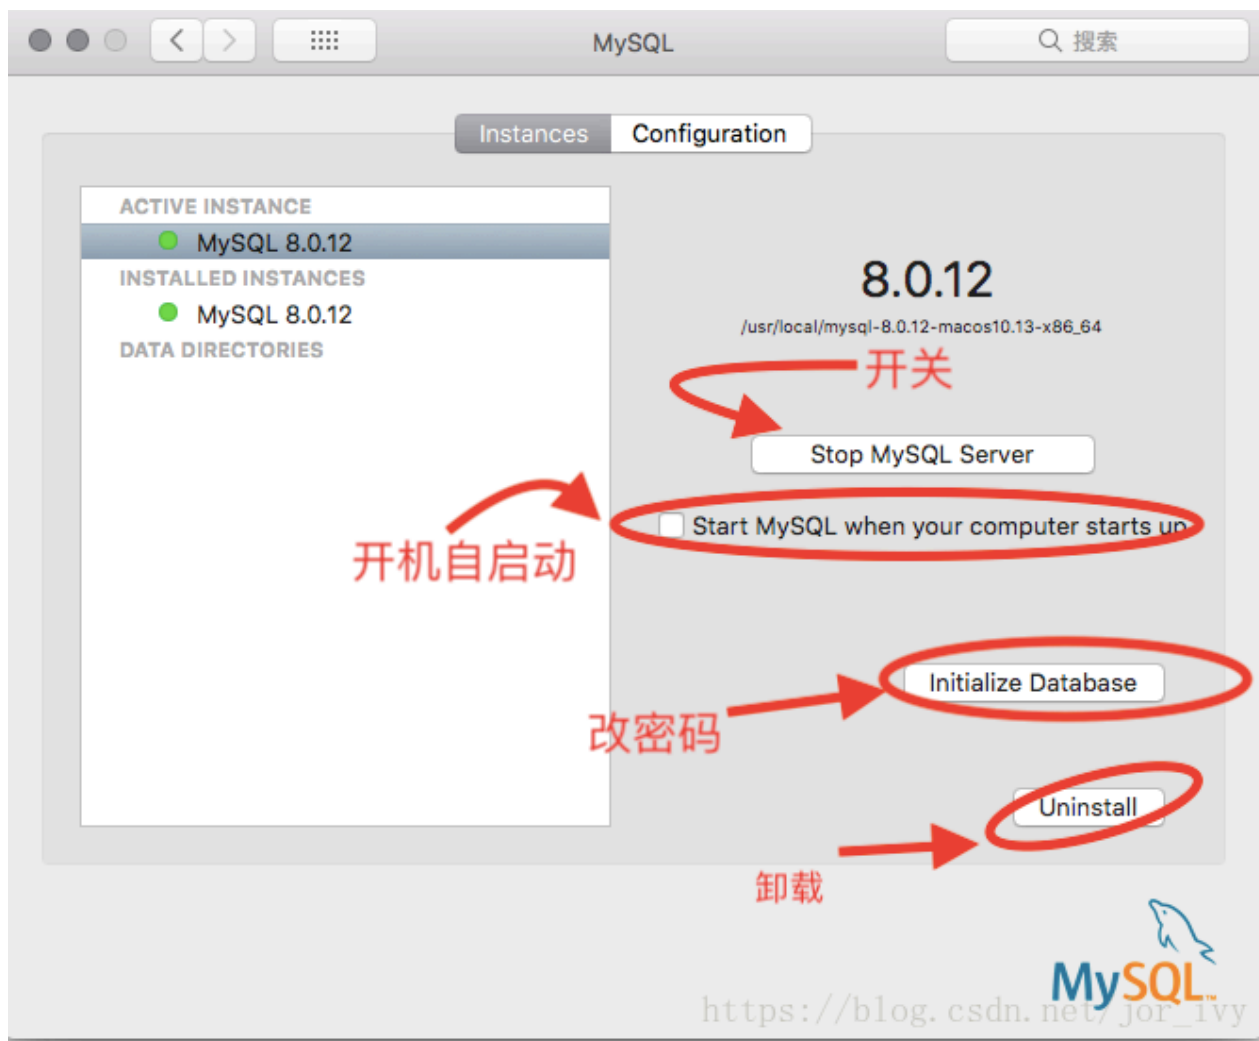 MySQL
搜索
Instances
Configuration
ACTIVE INSTANCE
MySQL 8.0.12
INSTALLED INSTANCES
MySQL 8.0.12
DATA DIRECTORIES
8.0.12
/usr/local/mysql-8.0.12-macos10.13-x86_64
开关
Stop MySQL Server
Start MySQL when your computer starts up
开机自启动
Initialize Database
改密码
Uninstall
卸载
MySQL™
https://blog.csdn.net/jor_ivy